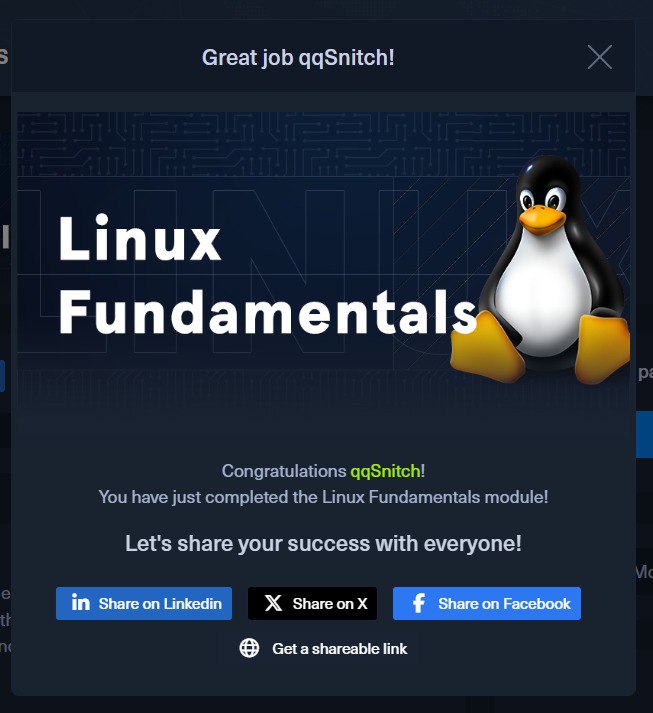 Great job qqSnitch!
Linux
Fundamentals
Congratulations qqSnitch!
You have just completed the Linux Fundamentals module!
Let's share your success with everyone!
Share on Linkedin
Share on X
Share on Facebook
Get a shareable link